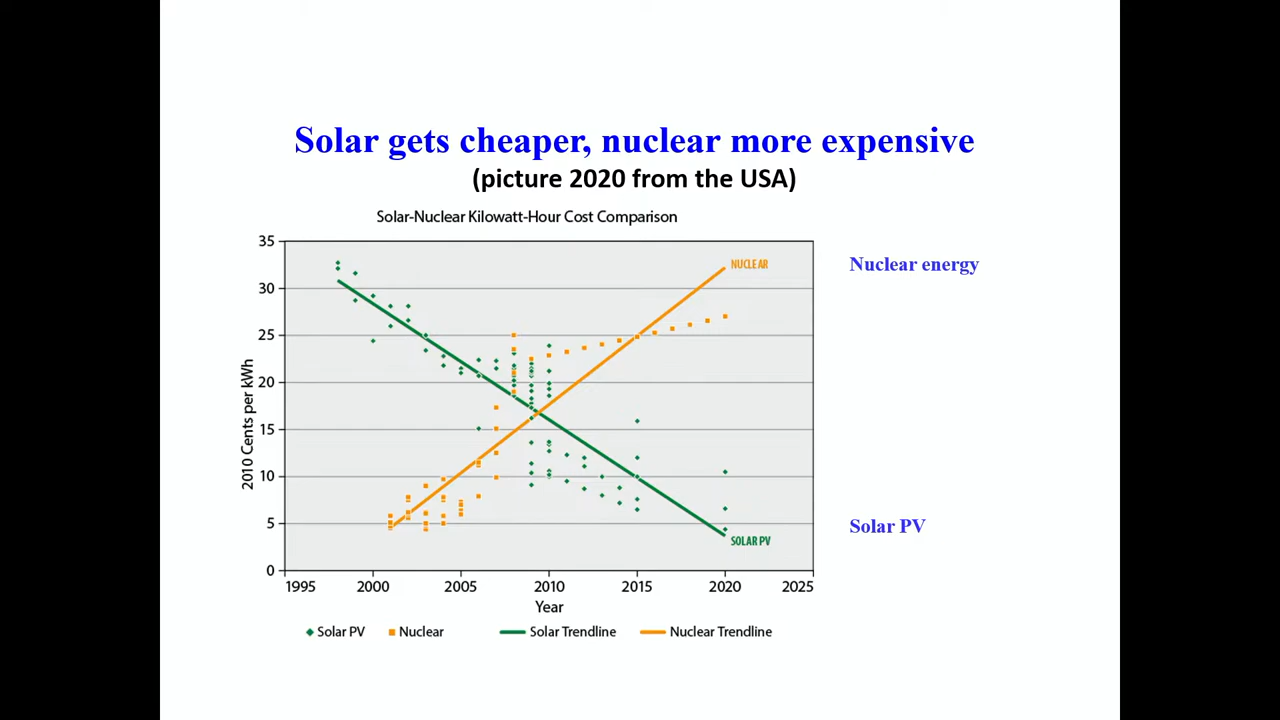 Solar gets cheaper, nuclear more expensive
(picture 2020 from the USA)
Solar-Nuclear Kilowatt-Hour Cost Comparison
35
30
25
20
15
10
5
0
2010 Cents per kWh
NUCLEAR
SOLAR PV
Nuclear energy
Solar PV
1995 2000 2005 2010 2015 2020 2025
Year
Solar PV Nuclear Solar Trendline Nuclear Trendline